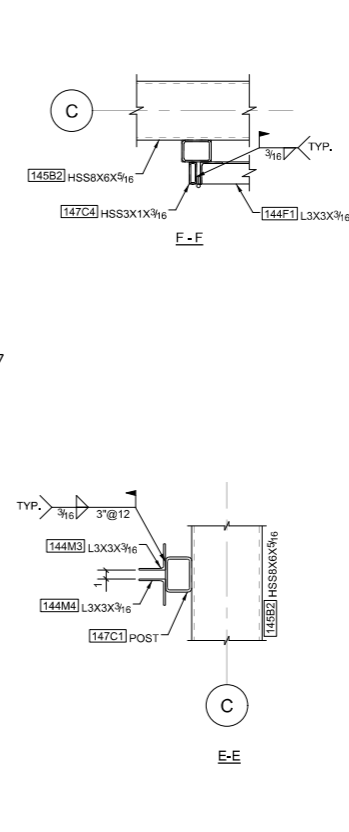 C
3/16 TYP.
145B2 HSS8X6X5/16
147C4 HSS3X1X3/16
144F1 L3X3X3/16
F - F
7
TYP. 3/16 3"@12
144M3 L3X3X3/16
1
144M4 L3X3X3/16
147C1 POST
145B2 HSS8X6X5/16
C
E-E